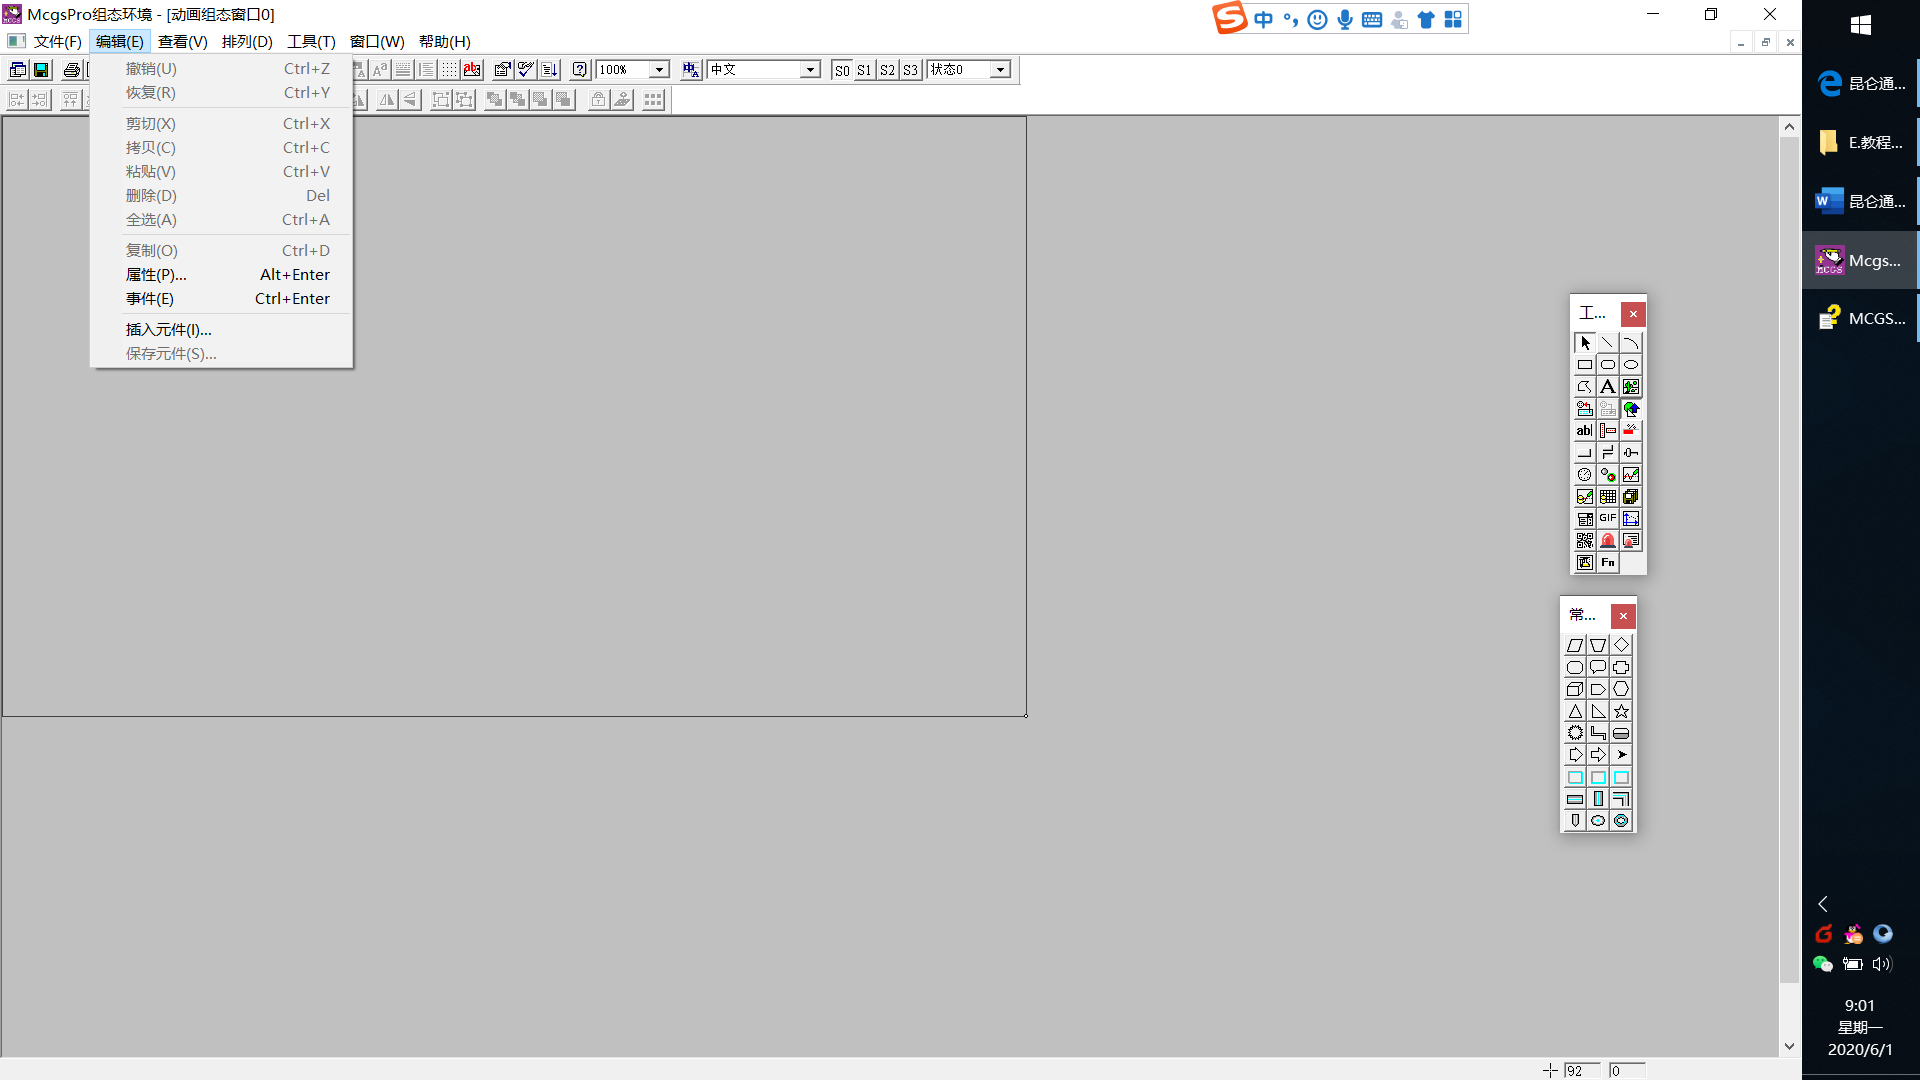 McgsPro组态环境 - [动画组态窗口0]
文件(F) 编辑(E) 查看(V) 排列(D) 工具(T) 窗口(W) 帮助(H)
中
100% 中文 S0 S1 S2 S3 状态0
撤销(U) Ctrl+Z
恢复(R) Ctrl+Y
剪切(X) Ctrl+X
拷贝(C) Ctrl+C
粘贴(V) Ctrl+V
删除(D) Del
全选(A) Ctrl+A
复制(O) Ctrl+D
属性(P)... Alt+Enter
事件(E) Ctrl+Enter
插入元件(I)...
保存元件(S)...
工...
A
ab|
GIF
Fn
常...
昆仑通...
E.教程...
昆仑通...
Mcgs...
MCGS...
9:01
星期一
2020/6/1
92 0